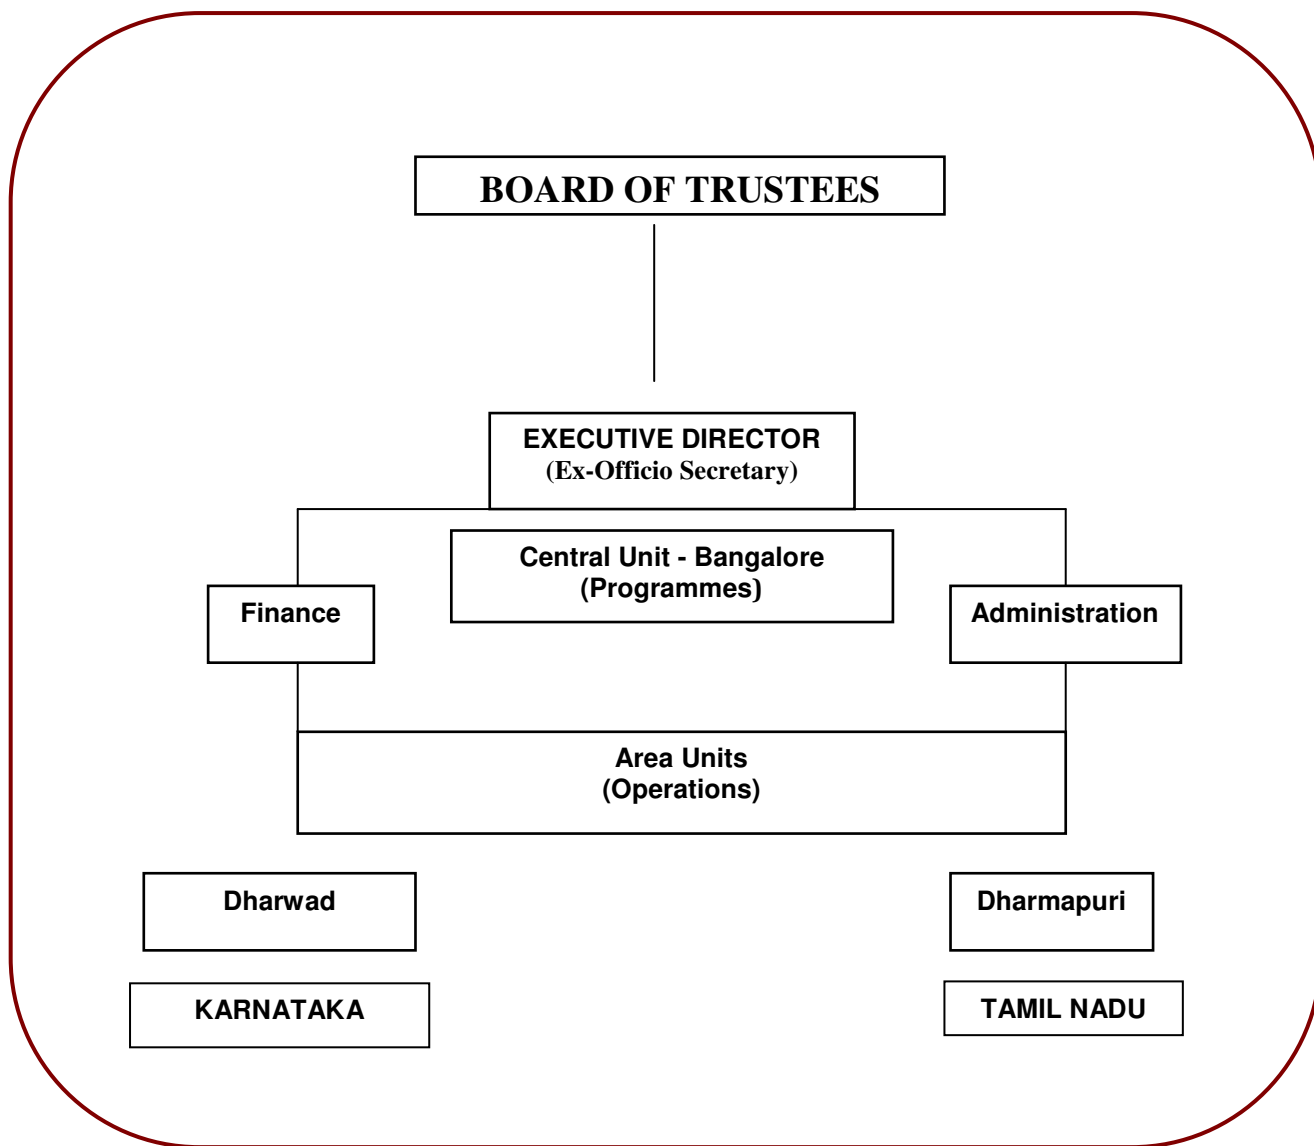 BOARD OF TRUSTEES
EXECUTIVE DIRECTOR
(Ex-Officio Secretary)
Central Unit - Bangalore
(Programmes)
Finance
Administration
Area Units
(Operations)
Dharwad
Dharmapuri
KARNATAKA
TAMIL NADU